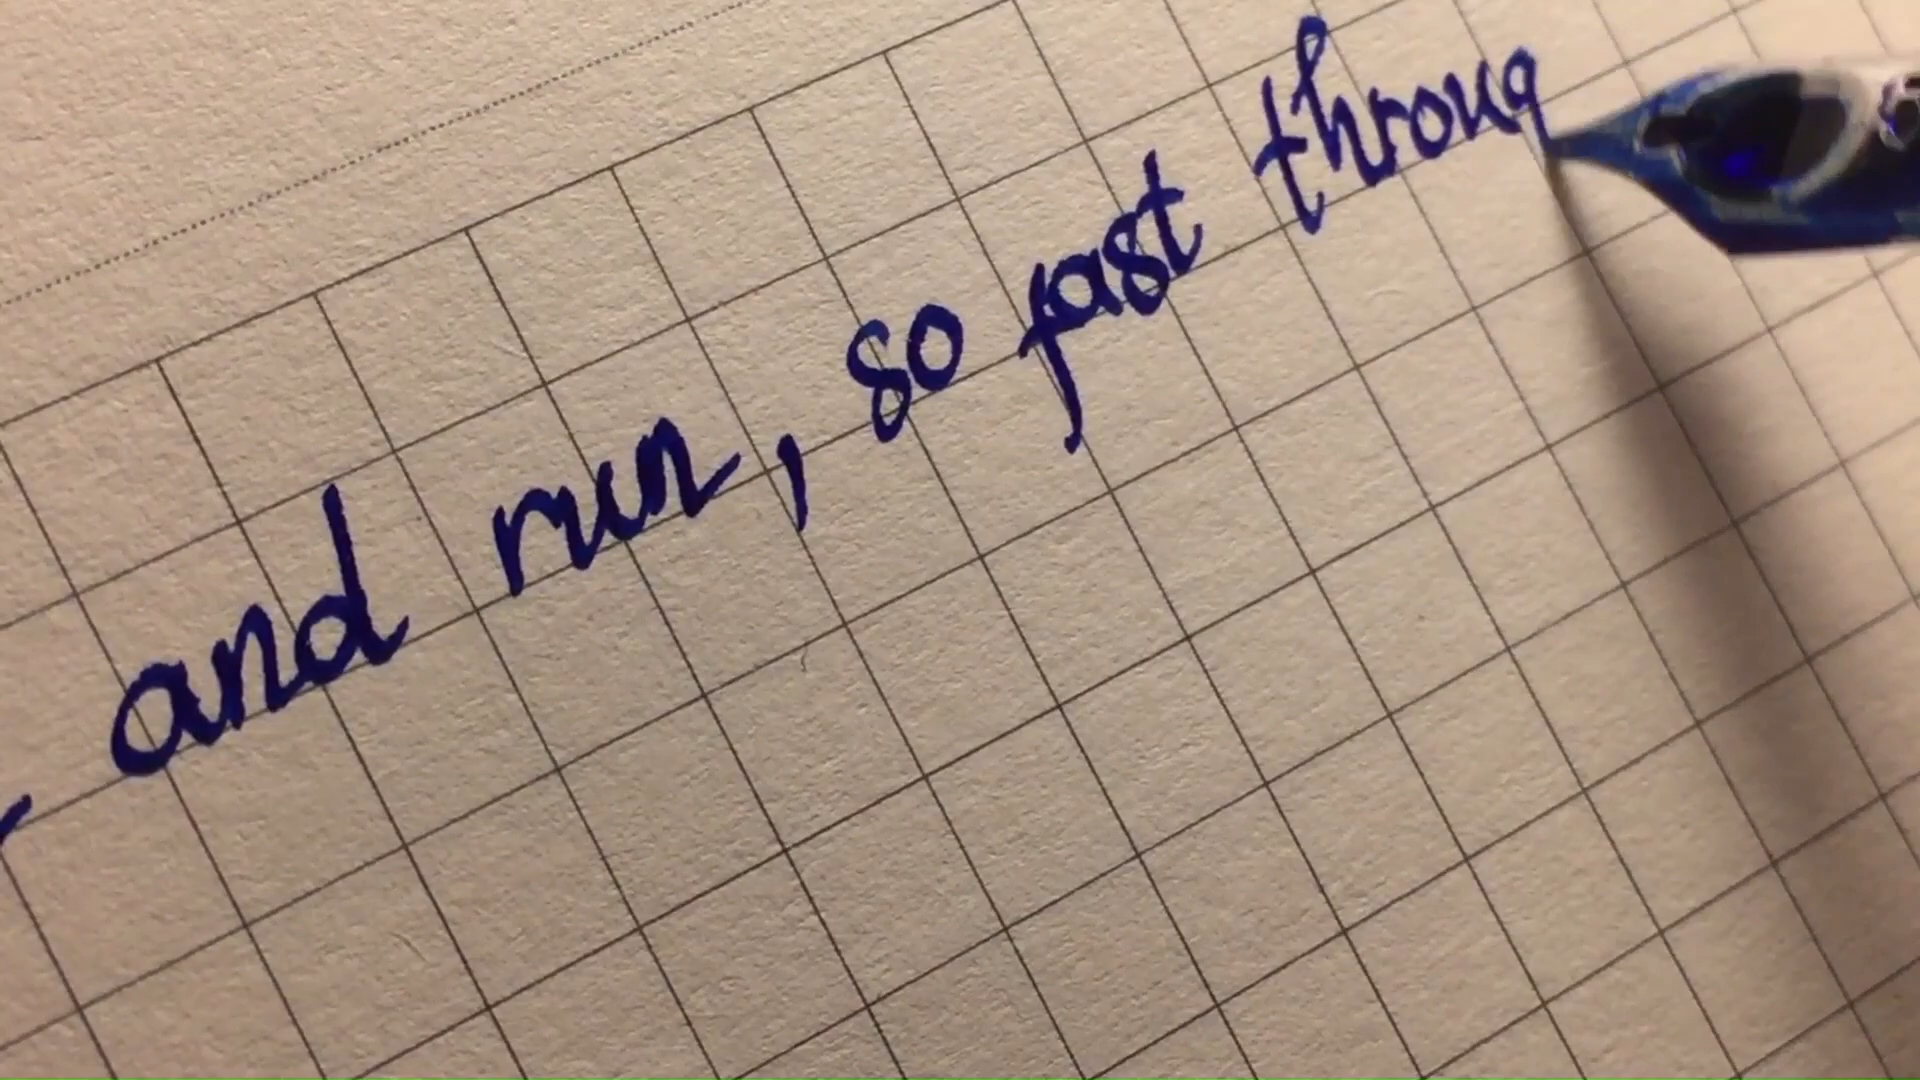 and run, so fast throug